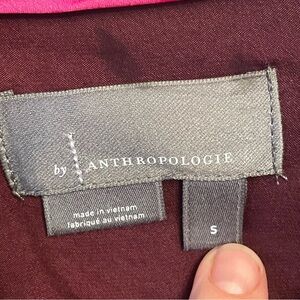 by ANTHROPOLOGIE
made in vietnam
fabriqué au vietnam
S